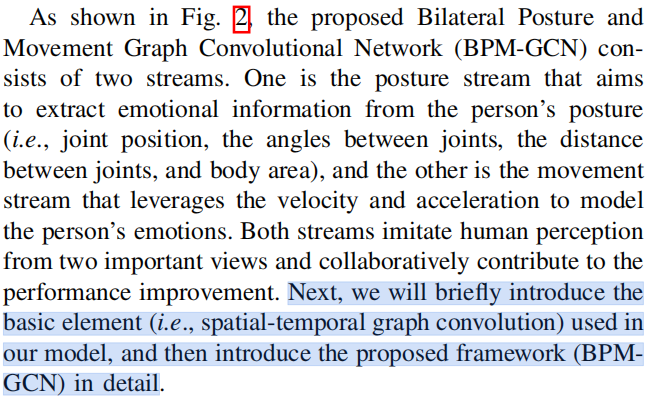 As shown in Fig. 2, the proposed Bilateral Posture and
Movement Graph Convolutional Network (BPM-GCN) con-
sists of two streams. One is the posture stream that aims
to extract emotional information from the person's posture
(i.e., joint position, the angles between joints, the distance
between joints, and body area), and the other is the movement
stream that leverages the velocity and acceleration to model
the person's emotions. Both streams imitate human perception
from two important views and collaboratively contribute to the
performance improvement. Next, we will briefly introduce the
basic element (i.e., spatial-temporal graph convolution) used in
our model, and then introduce the proposed framework (BPM-
GCN) in detail.